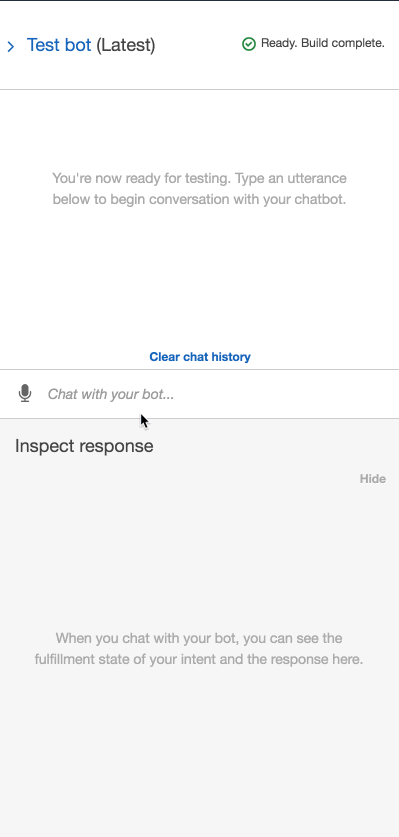 Test bot (Latest)
Ready. Build complete.
You're now ready for testing. Type an utterance
below to begin conversation with your chatbot.
Clear chat history
Chat with your bot...
Inspect response
Hide
When you chat with your bot, you can see the
fulfillment state of your intent and the response here.